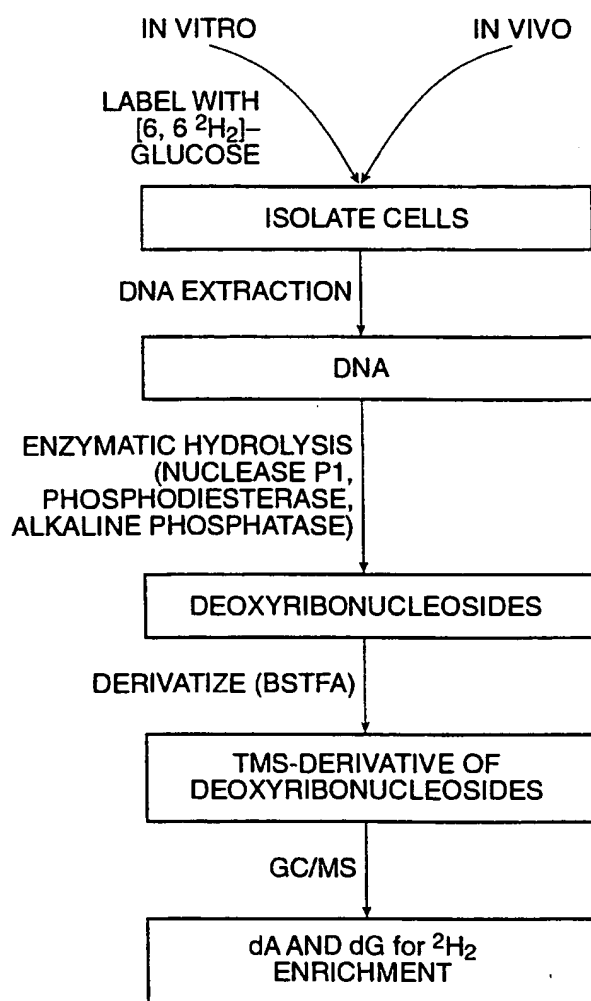 IN VITRO
IN VIVO
LABEL WITH
[6, 6 ²H₂]–
GLUCOSE
ISOLATE CELLS
DNA EXTRACTION
DNA
ENZYMATIC HYDROLYSIS
(NUCLEASE P1,
PHOSPHODIESTERASE,
ALKALINE PHOSPHATASE)
DEOXYRIBONUCLEOSIDES
DERIVATIZE (BSTFA)
TMS-DERIVATIVE OF
DEOXYRIBONUCLEOSIDES
GC/MS
dA AND dG for ²H₂
ENRICHMENT